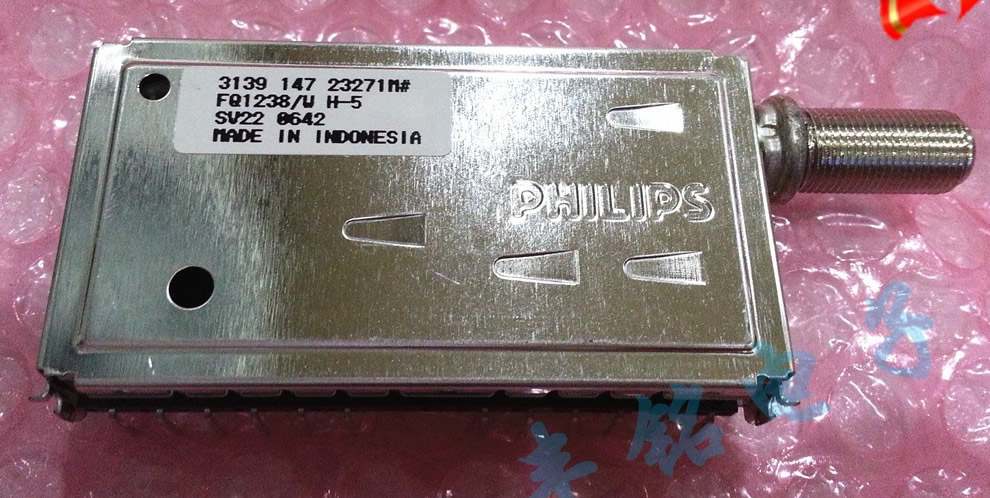 3139 147 23271M#
FQ1238/W H-5
SV22 0642
MADE IN INDONESIA
PHILIPS